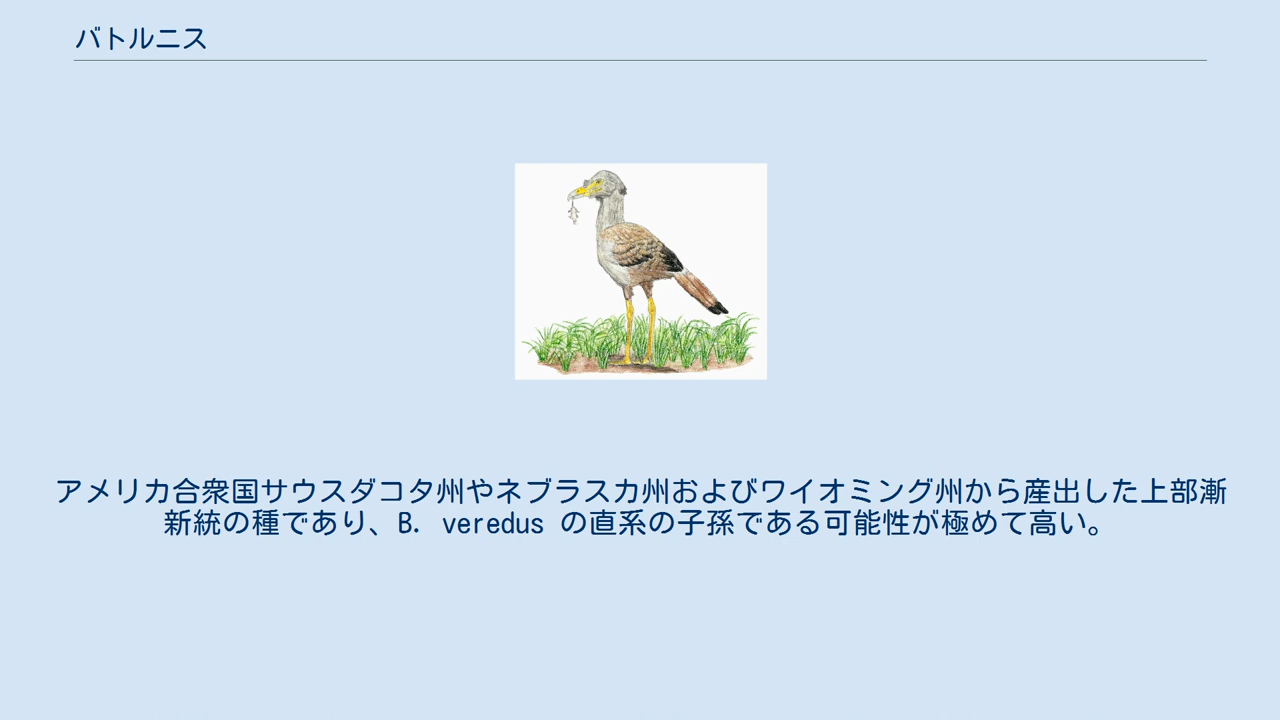 バトルニス
アメリカ合衆国サウスダコタ州やネブラスカ州およびワイオミング州から産出した上部漸
新統の種であり、B. veredus の直系の子孫である可能性が極めて高い。